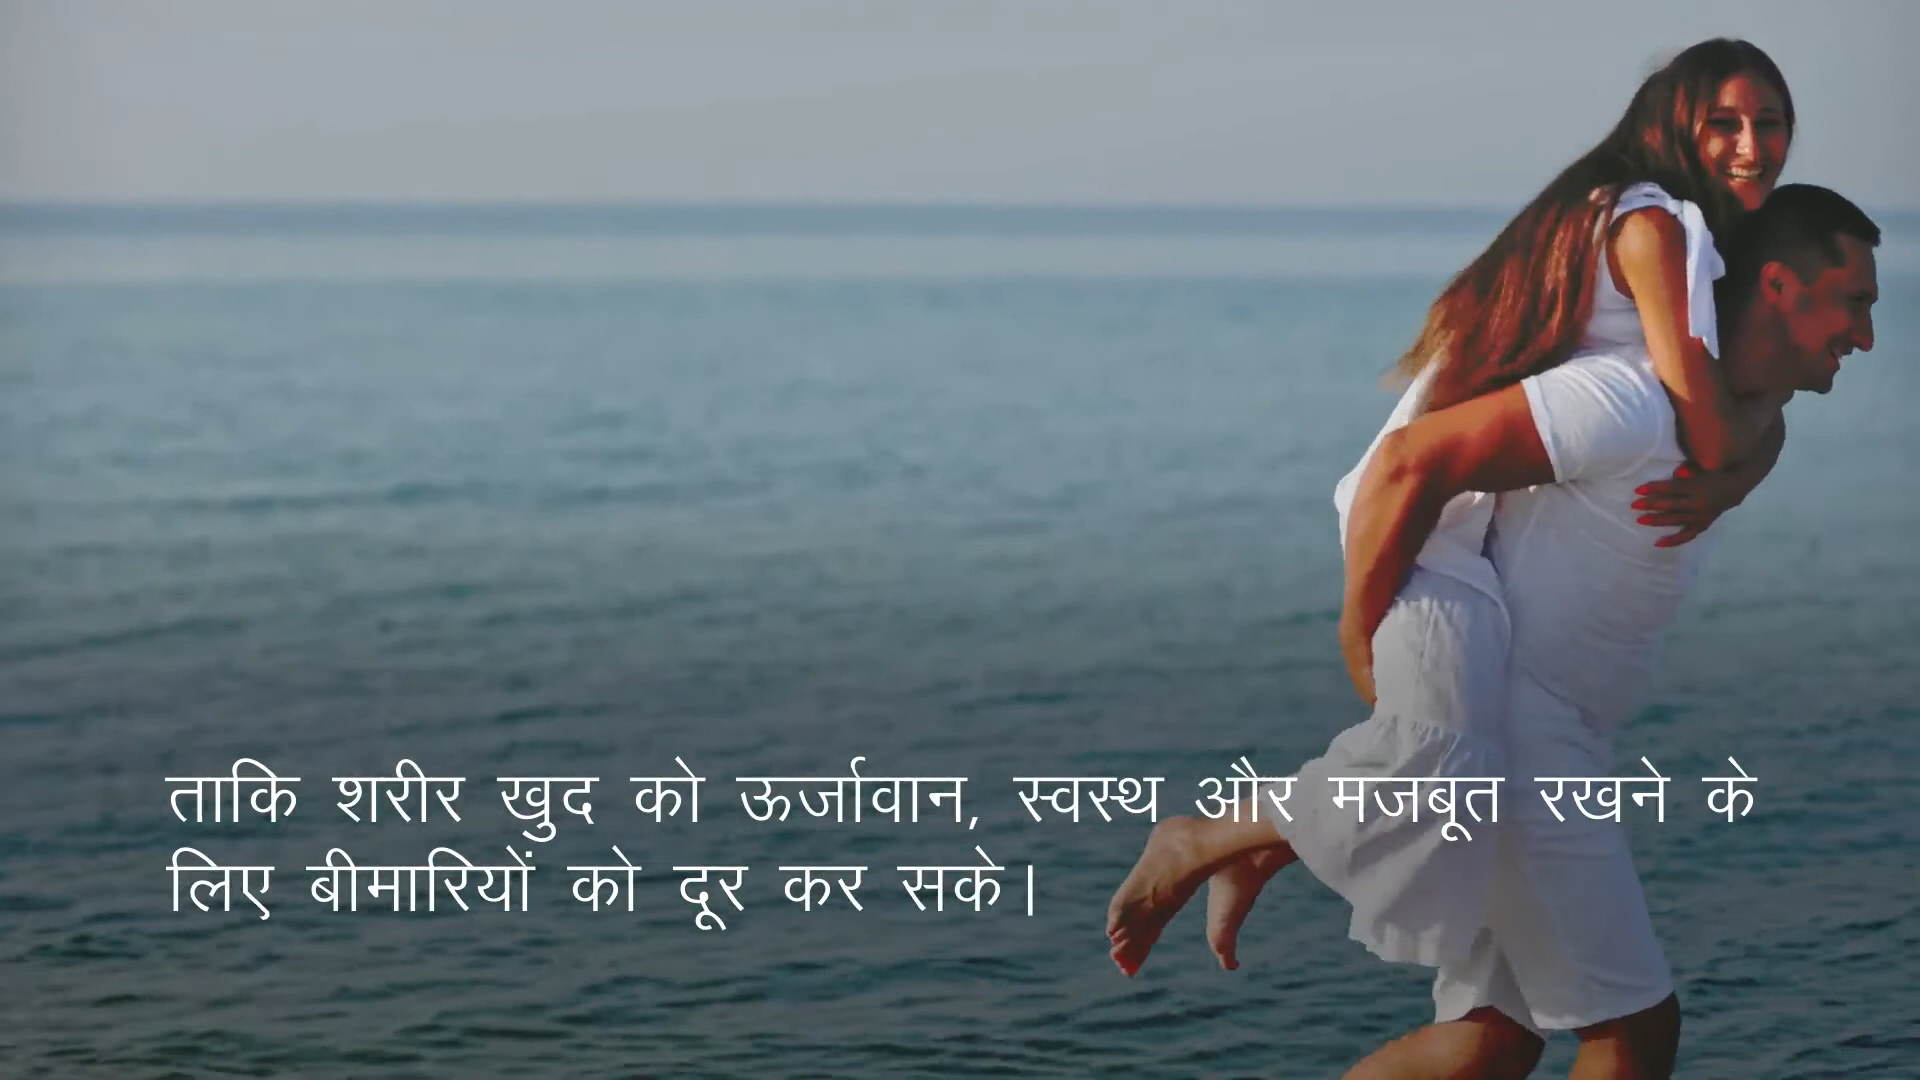 ताकि शरीर खुद को ऊर्जावान, स्वस्थ और मजबूत रखने के
लिए बीमारियों को दूर कर सके।